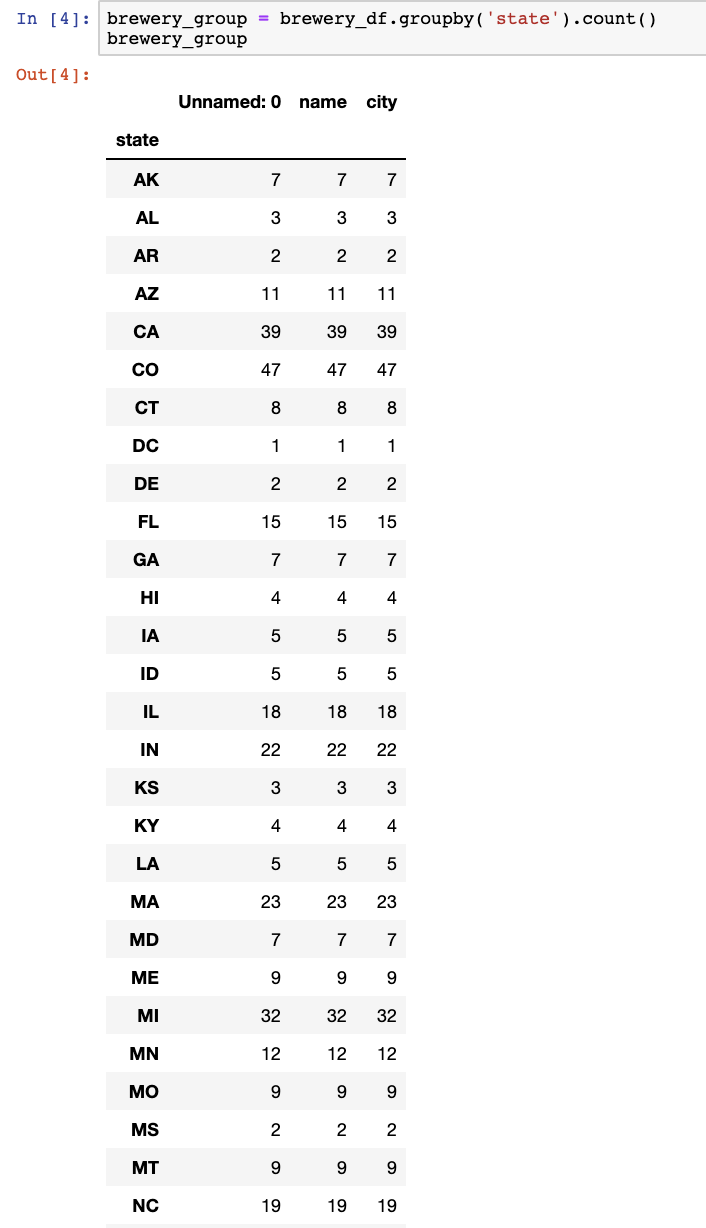 In [4]: brewery_group = brewery_df.groupby('state').count()
brewery_group
Out[4]:
Unnamed: 0 name city
state
AK 7 7 7
AL 3 3 3
AR 2 2 2
AZ 11 11 11
CA 39 39 39
CO 47 47 47
CT 8 8 8
DC 1 1 1
DE 2 2 2
FL 15 15 15
GA 7 7 7
HI 4 4 4
IA 5 5 5
ID 5 5 5
IL 18 18 18
IN 22 22 22
KS 3 3 3
KY 4 4 4
LA 5 5 5
MA 23 23 23
MD 7 7 7
ME 9 9 9
MI 32 32 32
MN 12 12 12
MO 9 9 9
MS 2 2 2
MT 9 9 9
NC 19 19 19